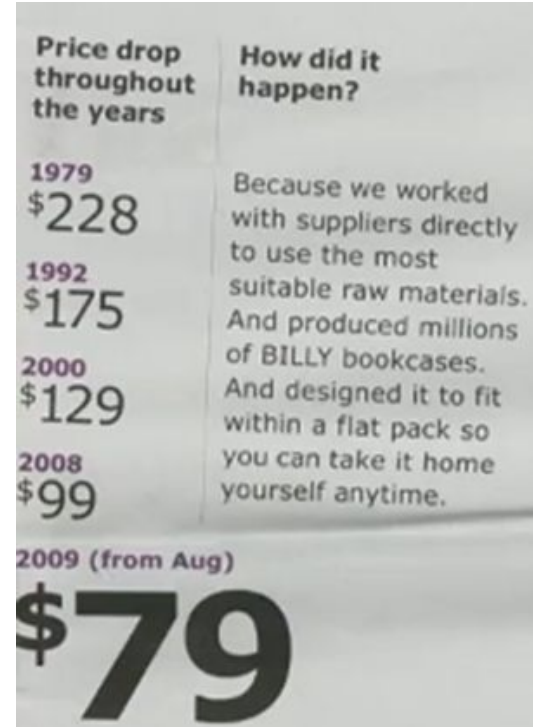 Price drop
throughout
the years
1979
$228
1992
$175
2000
$129
2008
$99
2009 (from Aug)
$79
How did it
happen?
Because we worked
with suppliers directly
to use the most
suitable raw materials.
And produced millions
of BILLY bookcases.
And designed it to fit
within a flat pack so
you can take it home
yourself anytime.